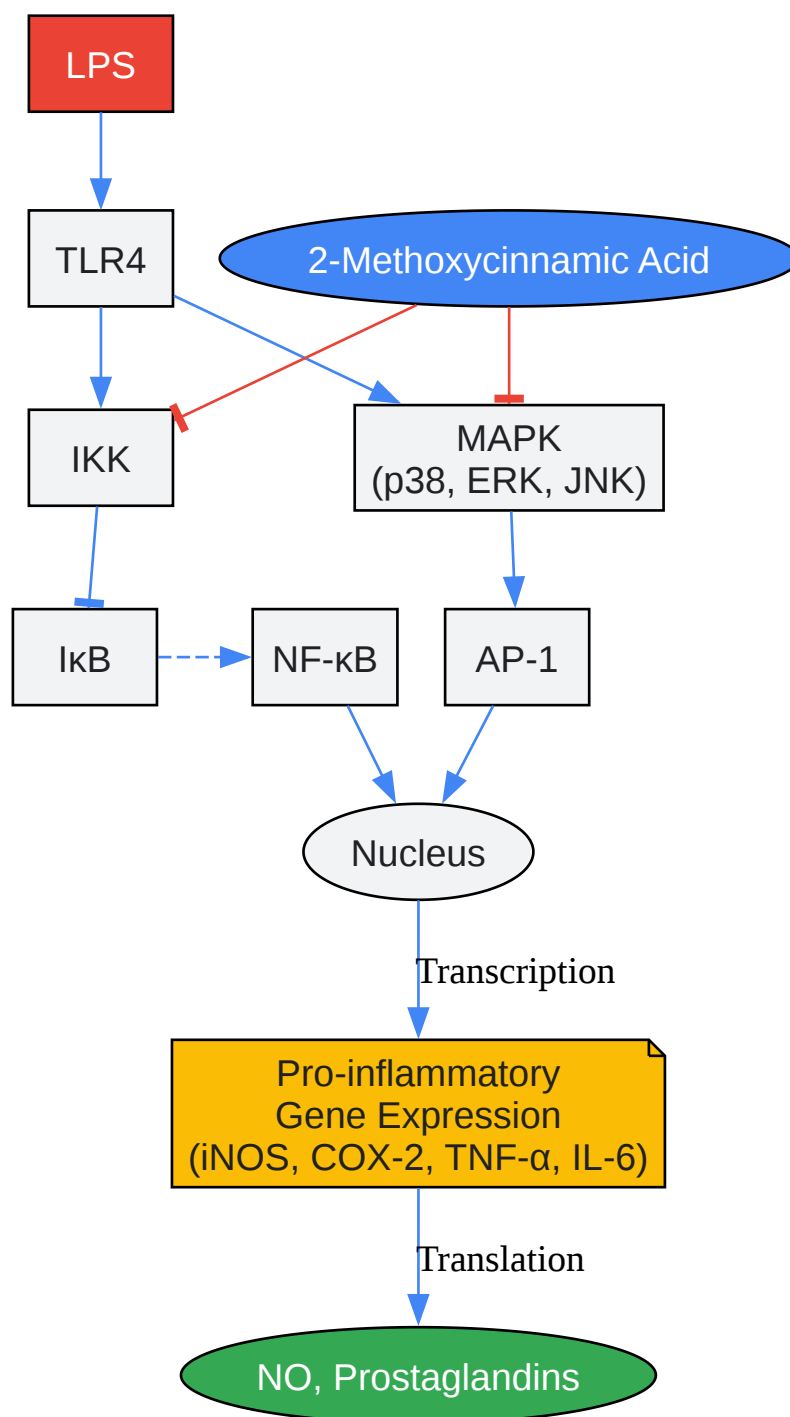 LPS
TLR4
2-Methoxycinnamic Acid
IKK
MAPK
(p38, ERK, JNK)
IκB
NF-κB
AP-1
Nucleus
Transcription
Pro-inflammatory
Gene Expression
(iNOS, COX-2, TNF-α, IL-6)
Translation
NO, Prostaglandins